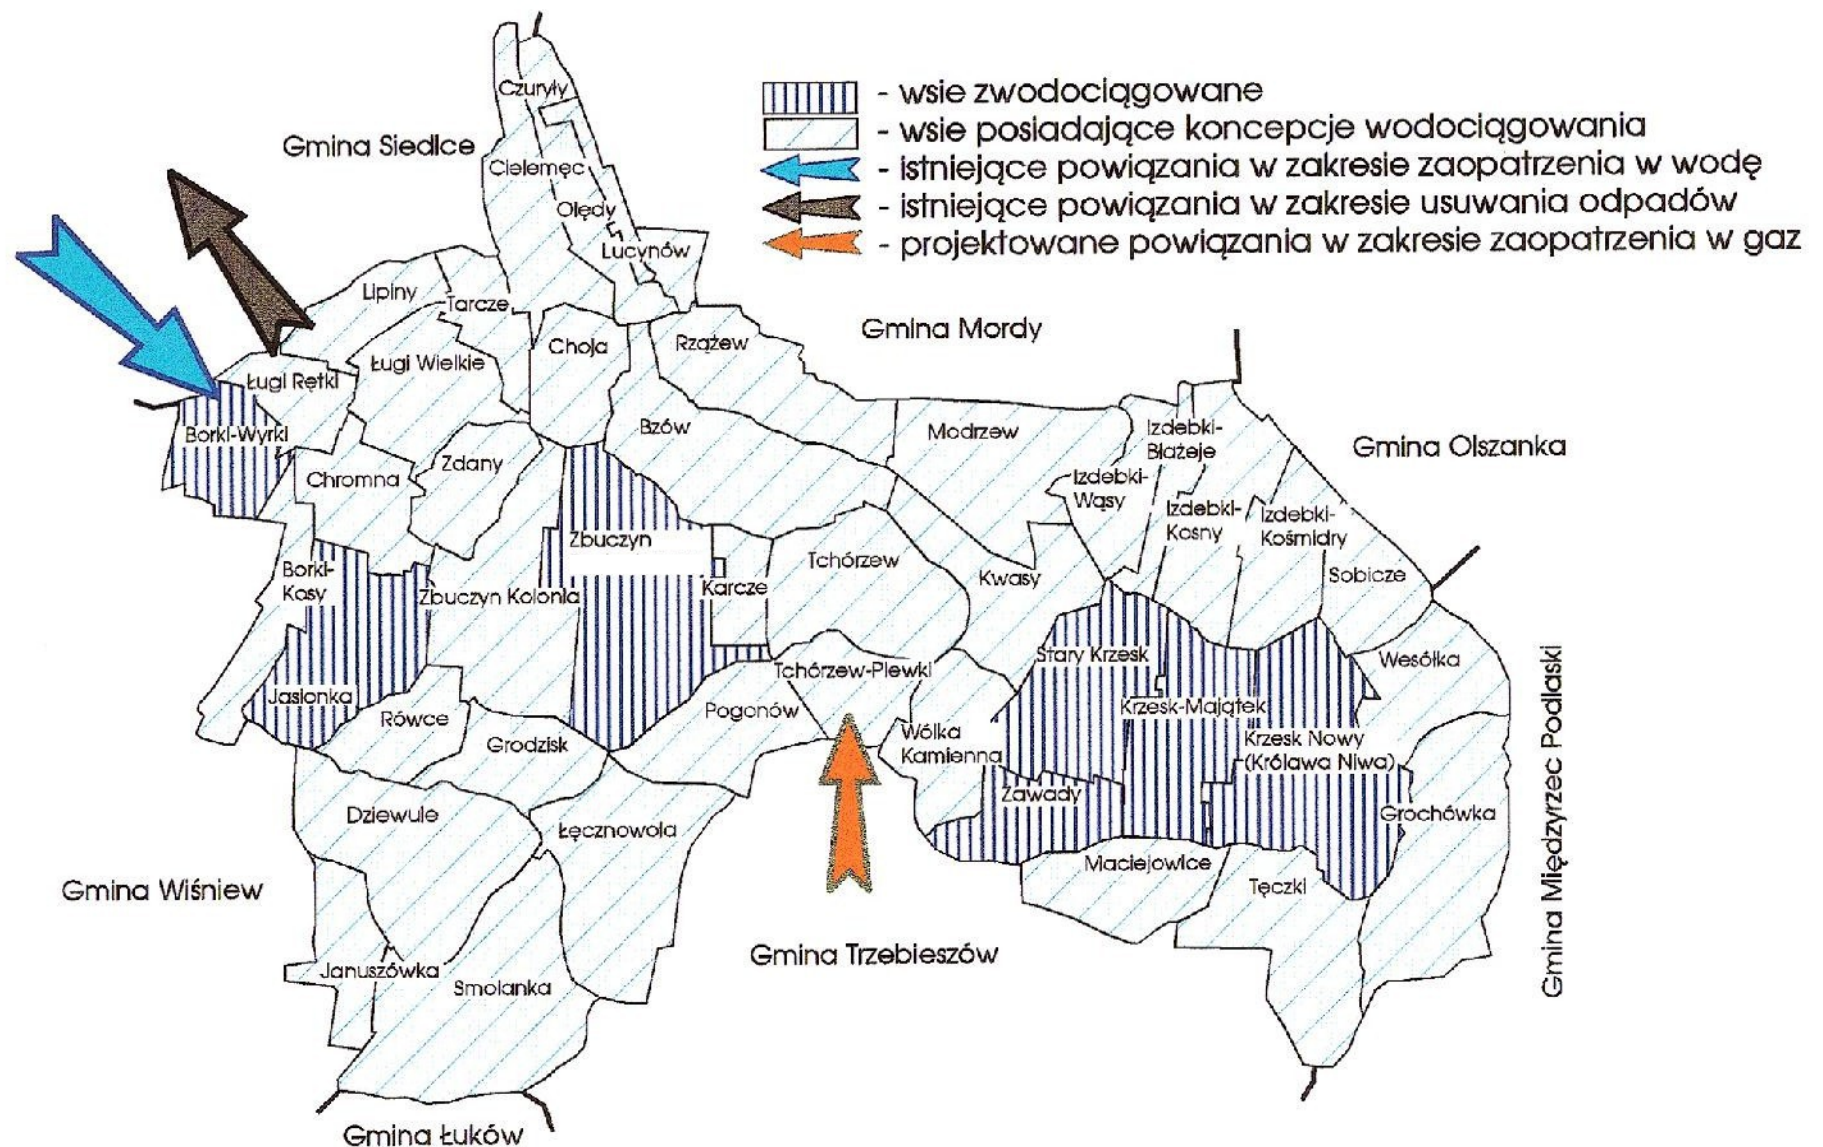 - wsie zwodociągowane
- wsie posiadające koncepcje wodociągowania
- istniejące powiązania w zakresie zaopatrzenia w wodę
- istniejące powiązania w zakresie usuwania odpadów
- projektowane powiązania w zakresie zaopatrzenia w gaz
Gmina Siedlce
Gmina Mordy
Gmina Olszanka
Gmina Międzyrzec Podlaski
Gmina Trzebieszów
Gmina Wiśniew
Gmina Łuków
Czuryły
Cielemęc
Olędy
Lucynów
Lipiny
Tarcze
Choja
Rzążew
Ługi Wielkie
Ługi Rętki
Borki-Wyrki
Bzów
Modrzew
Izdebki-
Błażeje
Chromna
Zdany
Izdebki-
Wąsy
Izdebki-
Kosny
Izdebki-
Kośmidry
Zbuczyn
Tchórzew
Kwasy
Sobicze
Borki-
Kosy
Zbuczyn Kolonia
Karcze
Stary Krzesk
Wesółka
Tchórzew-Plewki
Jasionka
Równce
Pogonów
Krzesk-Majątek
Grodzisk
Wólka
Kamienna
Krzesk Nowy
(Królawa Niwa)
Zawady
Dziewule
Łęcznowola
Grochówka
Maciejowice
Tęczki
Januszówka
Smolanka